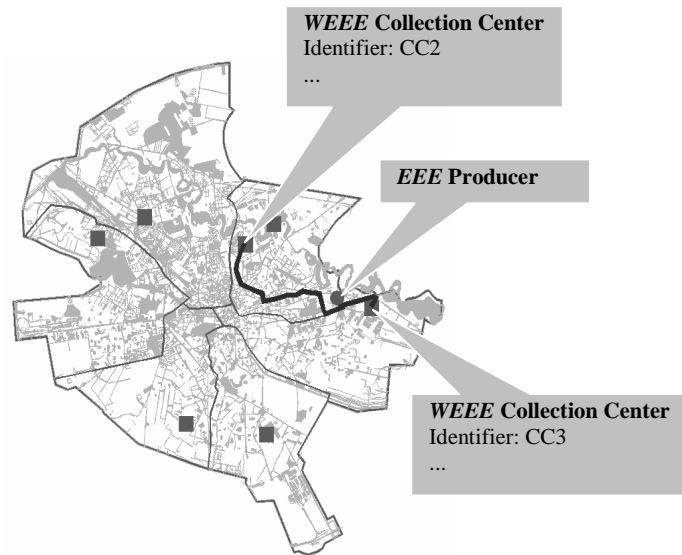 WEEE Collection Center
Identifier: CC2
...
EEE Producer
WEEE Collection Center
Identifier: CC3
...